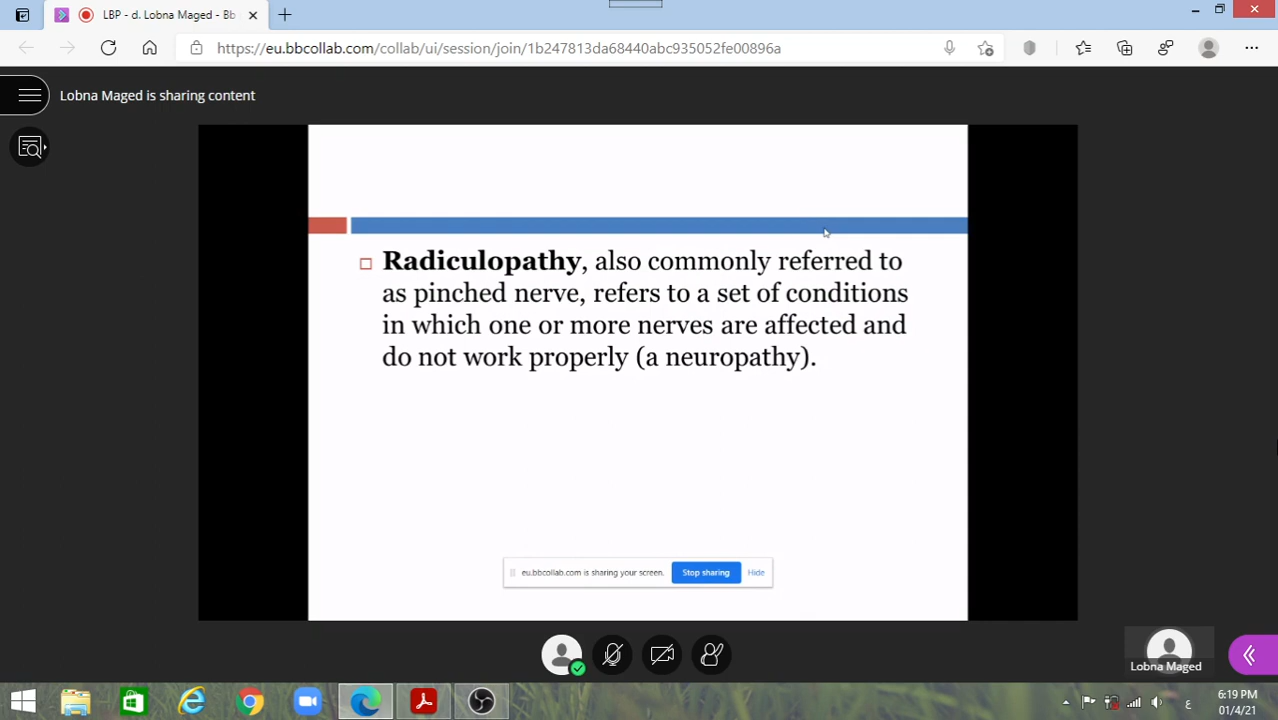 LBP - d. Lobna Maged - Bb
https://eu.bbcollab.com/collab/ui/session/join/1b247813da68440abc935052fe00896a
Lobna Maged is sharing content
Radiculopathy, also commonly referred to
as pinched nerve, refers to a set of conditions
in which one or more nerves are affected and
do not work properly (a neuropathy).
eu.bbcollab.com is sharing your screen. Stop sharing Hide
Lobna Maged
6:19 PM
ع
01/4/21